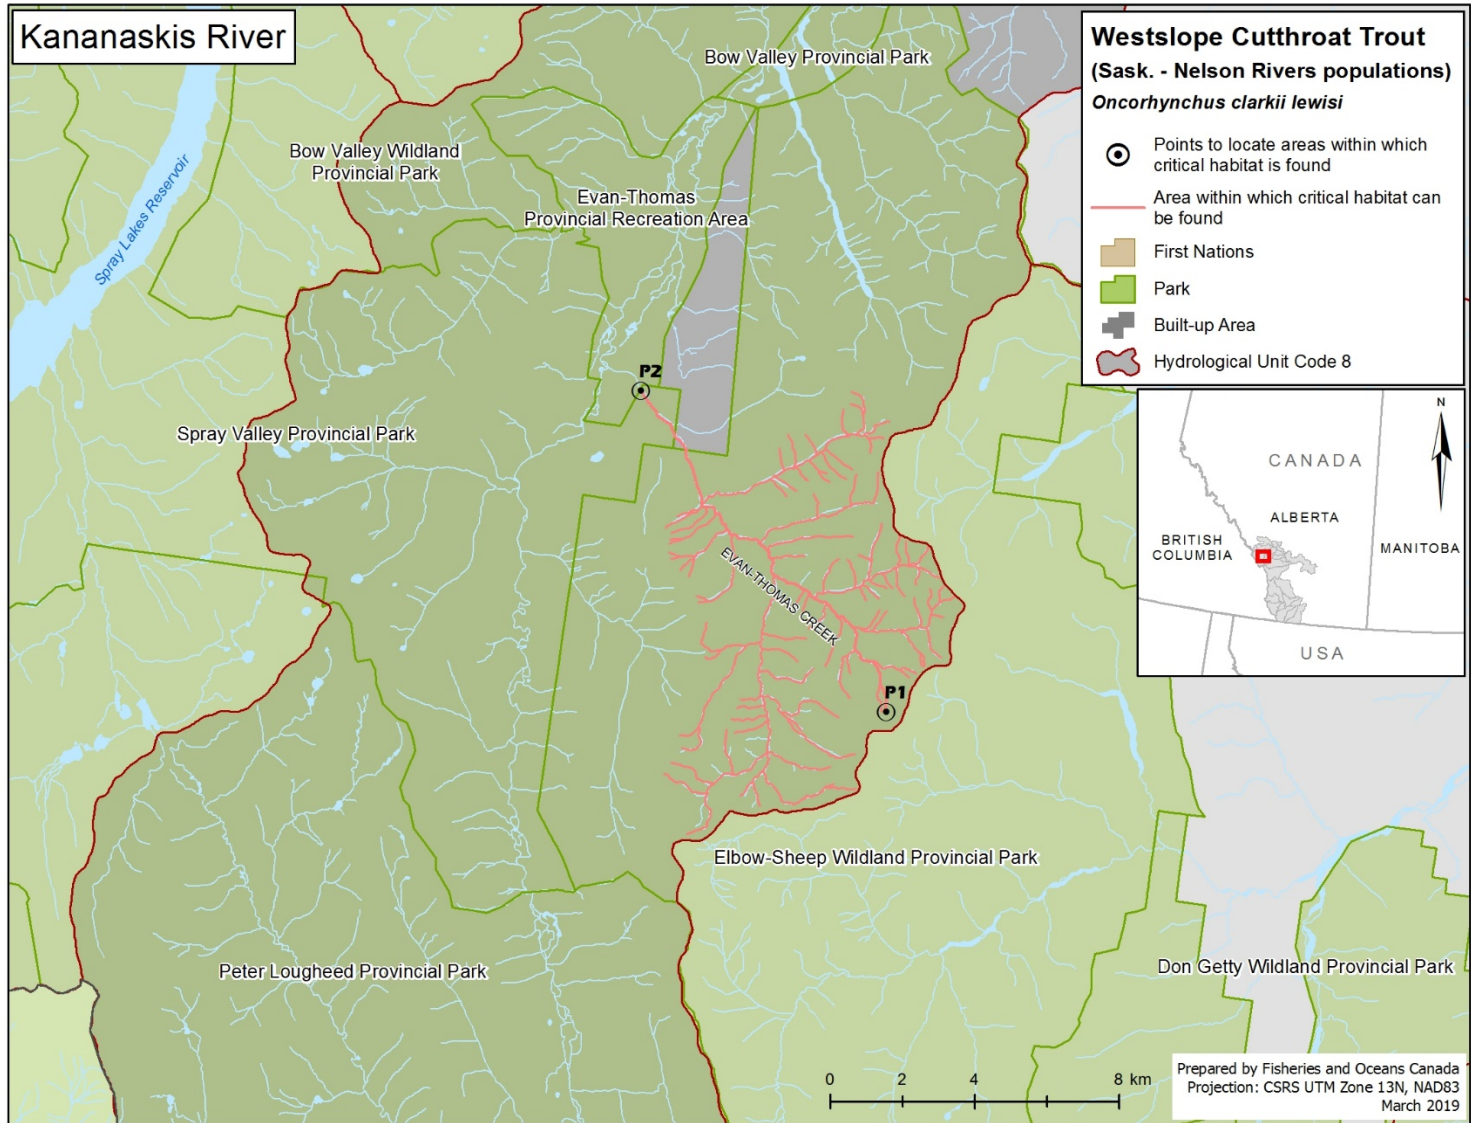 Kananaskis River
Bow Valley Provincial Park
Bow Valley Wildland
Provincial Park
Evan-Thomas
Provincial Recreation Area
Spray Lakes Reservoir
P2
Spray Valley Provincial Park
EVAN-THOMAS CREEK
P1
Elbow-Sheep Wildland Provincial Park
Peter Lougheed Provincial Park
Don Getty Wildland Provincial Park
Westslope Cutthroat Trout
(Sask. - Nelson Rivers populations)
Oncorhynchus clarkii lewisi
Points to locate areas within which
critical habitat is found
Area within which critical habitat can
be found
First Nations
Park
Built-up Area
Hydrological Unit Code 8
N
CANADA
ALBERTA
BRITISH
COLUMBIA
MANITOBA
USA
0 2 4 8 km
Prepared by Fisheries and Oceans Canada
Projection: CSRS UTM Zone 13N, NAD83
March 2019